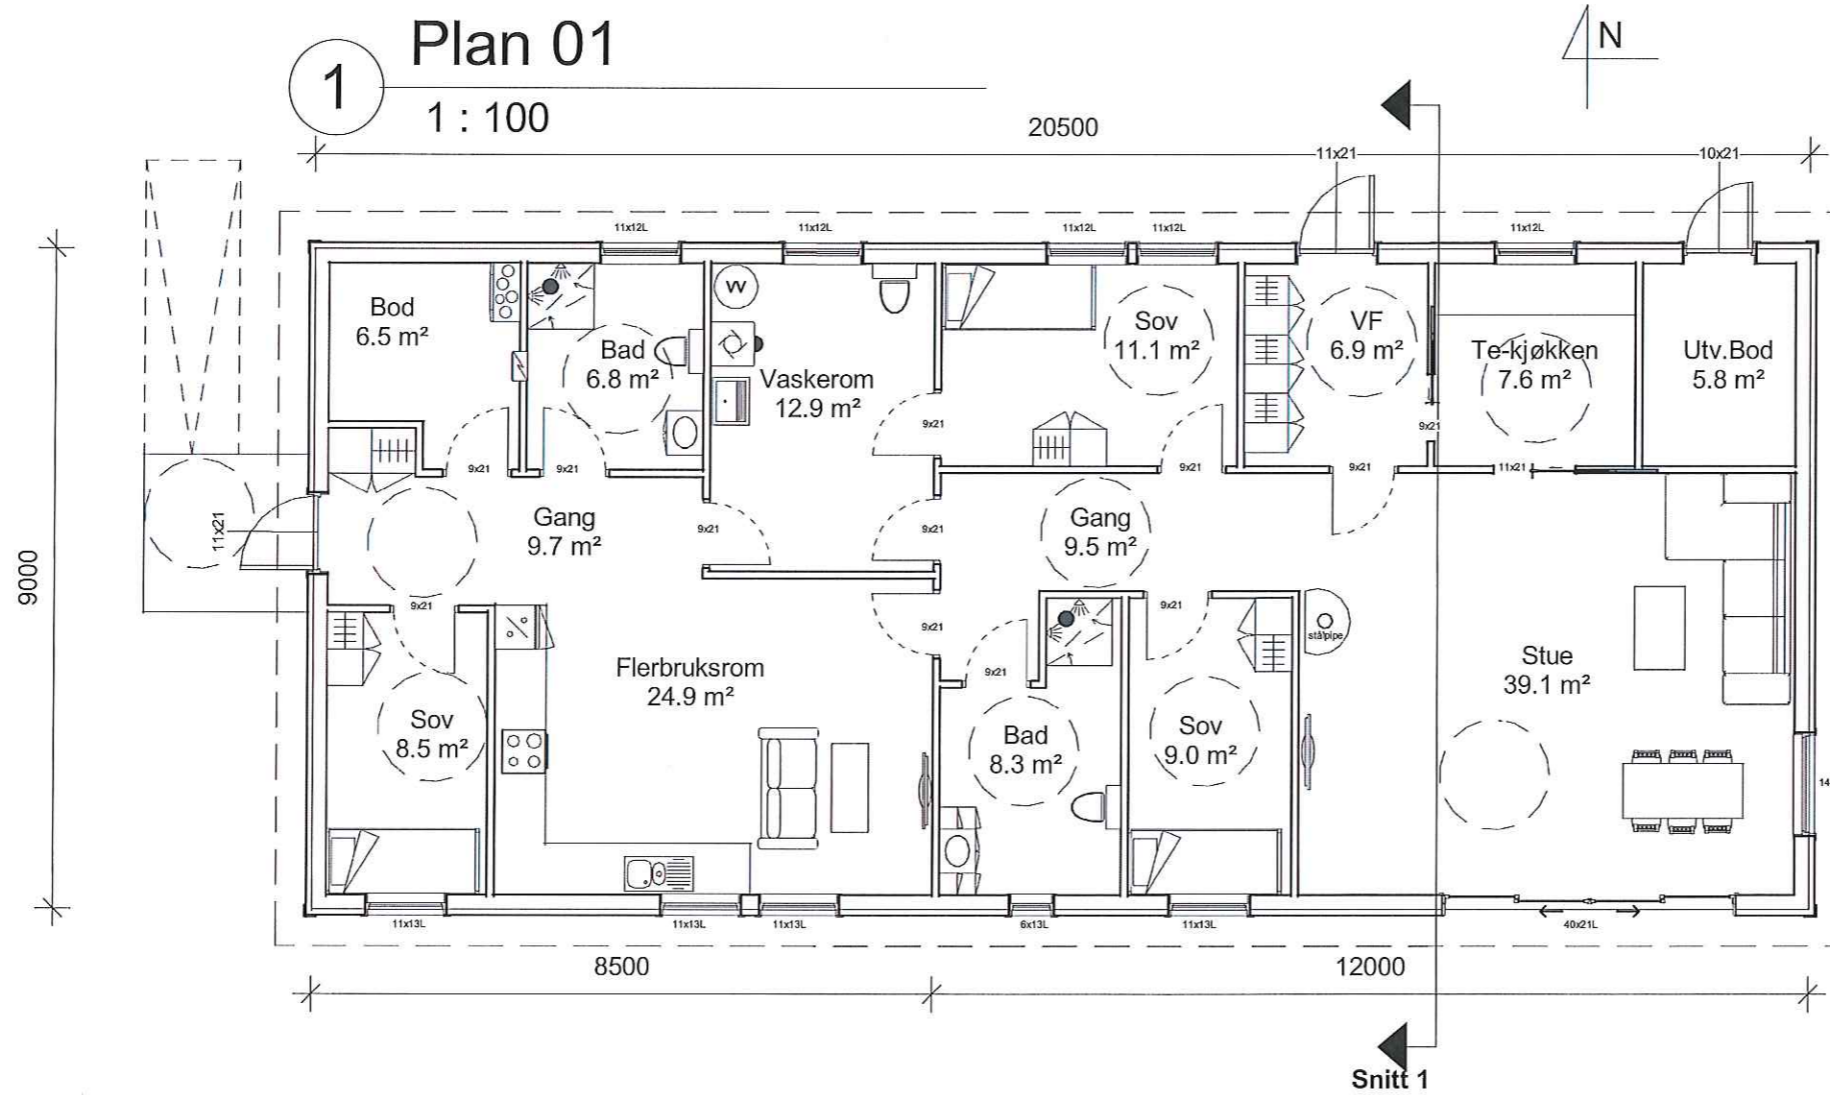 Plan 01
1
1 : 100
N
20500
11x21
10x21
11x12L
11x12L
11x12L
11x12L
11x12L
9000
Bod
6.5 m²
Bad
6.8 m²
W
Vaskerom
12.9 m²
Sov
11.1 m²
VF
6.9 m²
Te-kjøkken
7.6 m²
Utv.Bod
5.8 m²
9x21
9x21
9x21
9x21
9x21
9x21
11x21
11x21
Gang
9.7 m²
9x21
9x21
Gang
9.5 m²
9x21
9x21
9x21
9x21
stålpipe
Flerbruksrom
24.9 m²
Stue
39.1 m²
Sov
8.5 m²
Bad
8.3 m²
Sov
9.0 m²
14
11x13L
11x13L
11x13L
6x13L
11x13L
40x21L
8500
12000
Snitt 1